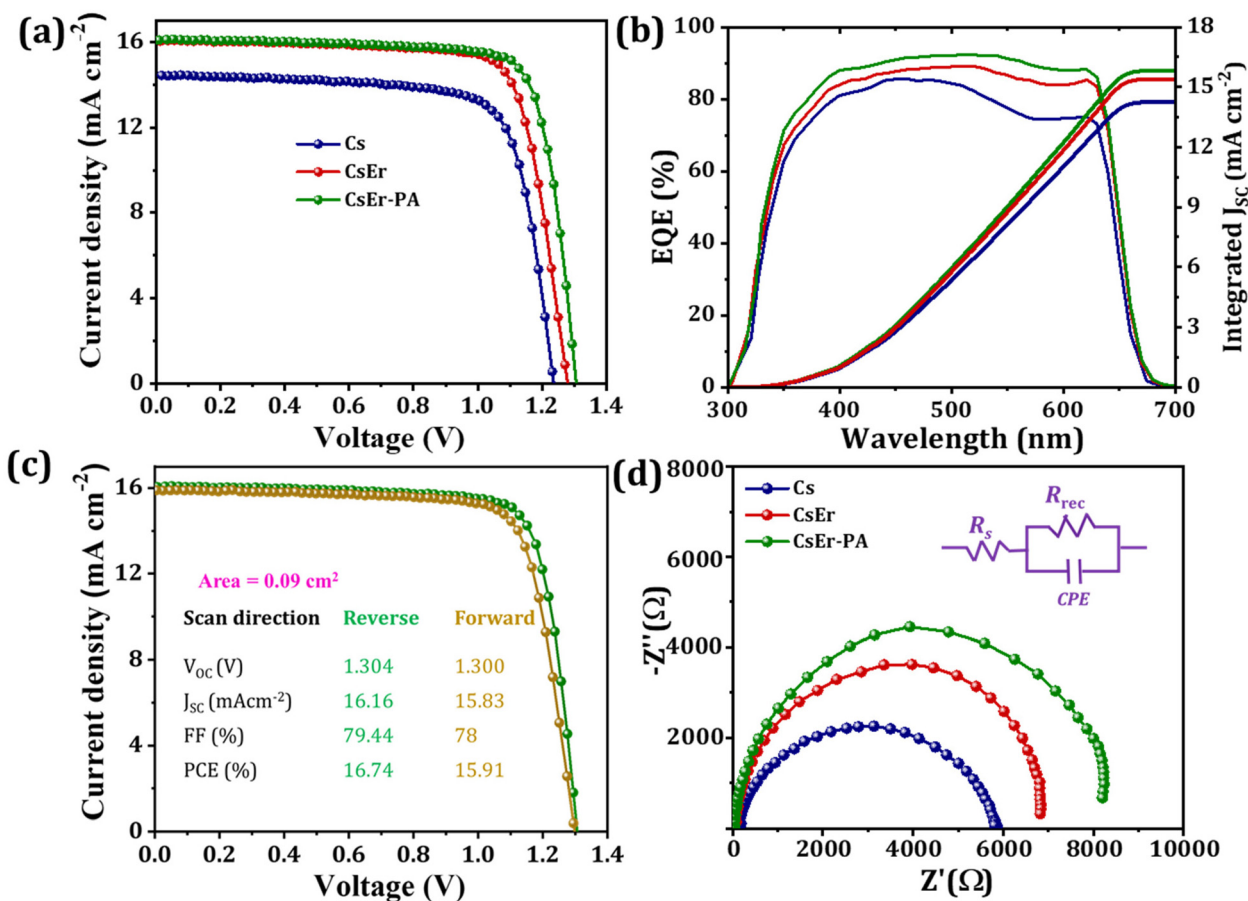 (a)
Current density (mA cm⁻²)
16
12
8
4
0
Cs
CsEr
CsEr-PA
0.0 0.2 0.4 0.6 0.8 1.0 1.2 1.4
Voltage (V)
(b)
EQE (%)
100
80
60
40
20
0
18
15
12
9
6
3
0
Integrated J_SC (mA cm⁻²)
300 400 500 600 700
Wavelength (nm)
(c)
Current density (mA cm⁻²)
16
12
8
4
0
Area = 0.09 cm²
Scan direction Reverse Forward
V_OC (V) 1.304 1.300
J_SC (mAcm⁻²) 16.16 15.83
FF (%) 79.44 78
PCE (%) 16.74 15.91
0.0 0.2 0.4 0.6 0.8 1.0 1.2 1.4
Voltage (V)
(d)
-Z''(Ω)
8000
6000
4000
2000
0
Cs
CsEr
CsEr-PA
R_s
R_rec
CPE
0 2000 4000 6000 8000 10000
Z'(Ω)